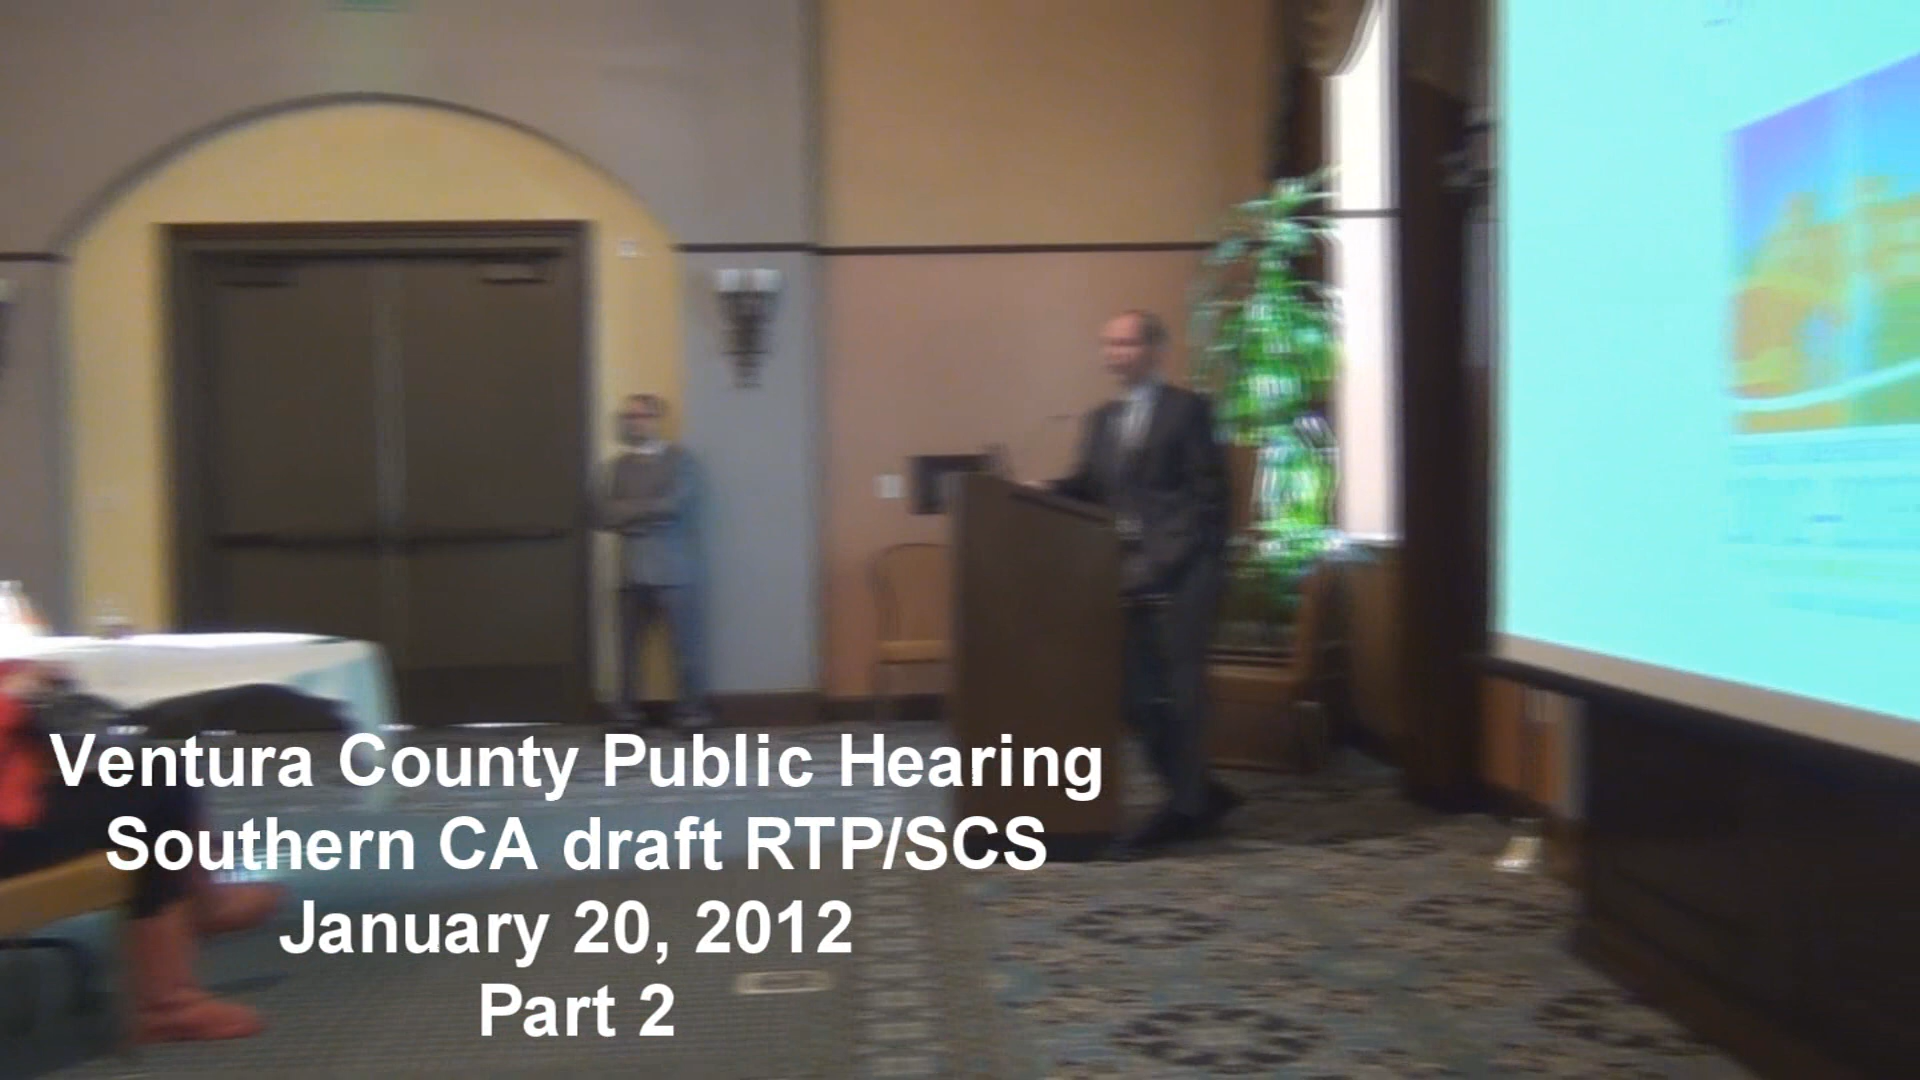 Ventura County Public Hearing
Southern CA draft RTP/SCS
January 20, 2012
Part 2